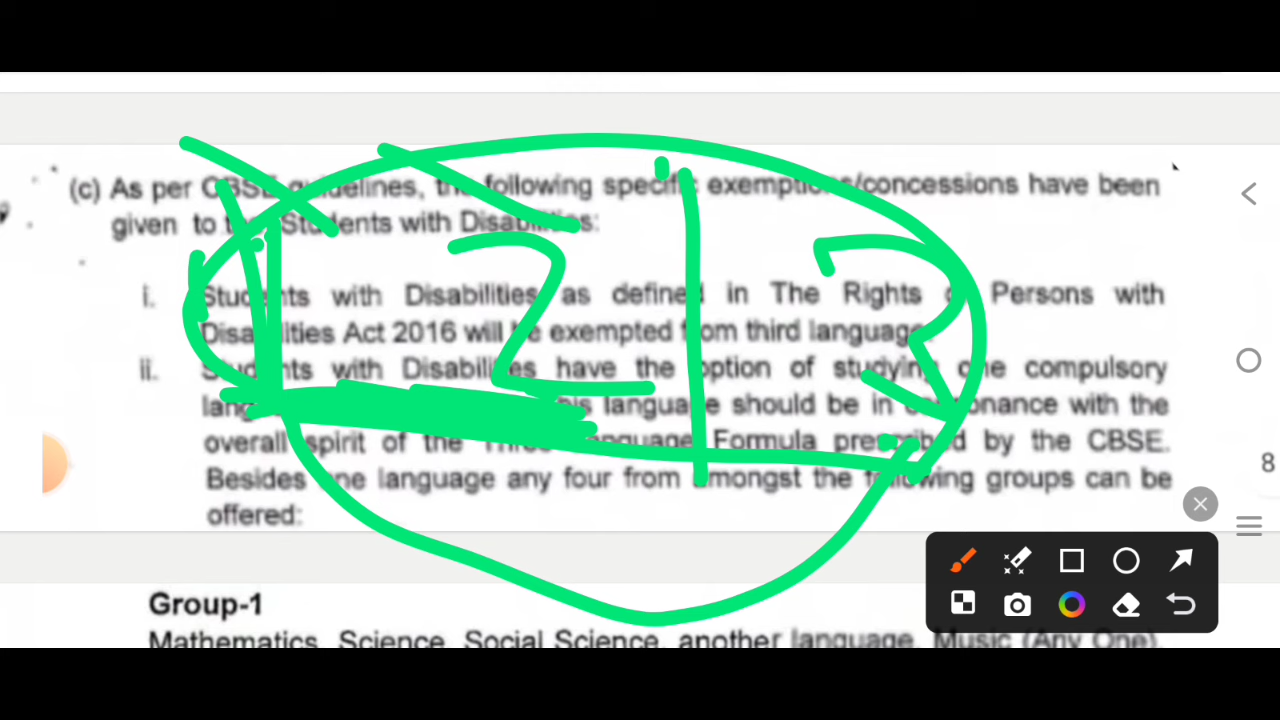 (c) As per CBSE guidelines, the following specific exemptions/concessions have been
given to the Students with Disabilities:
i. Students with Disabilities as defined in The Rights of Persons with
Disabilities Act 2016 will be exempted from third language.
ii. Students with Disabilities have the option of studying one compulsory
language should be in consonance with the
overall spirit of the Three Language Formula prescribed by the CBSE.
Besides one language any four from amongst the following groups can be
offered:
1 2 3
8
Group-1
Mathematics, Science, Social Science, another language, Music (Any One),